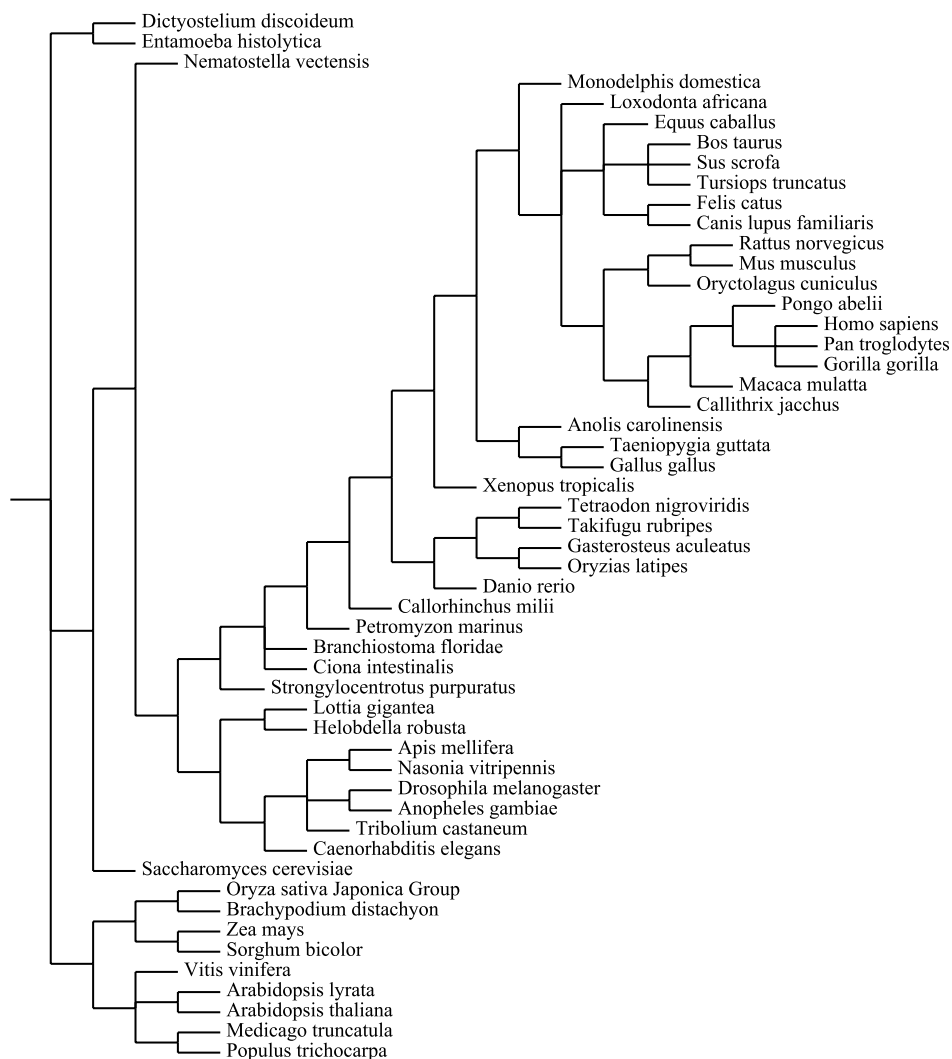 Dictyostelium discoideum
Entamoeba histolytica
Nematostella vectensis
Monodelphis domestica
Loxodonta africana
Equus caballus
Bos taurus
Sus scrofa
Tursiops truncatus
Felis catus
Canis lupus familiaris
Rattus norvegicus
Mus musculus
Oryctolagus cuniculus
Pongo abelii
Homo sapiens
Pan troglodytes
Gorilla gorilla
Macaca mulatta
Callithrix jacchus
Anolis carolinensis
Taeniopygia guttata
Gallus gallus
Xenopus tropicalis
Tetraodon nigroviridis
Takifugu rubripes
Gasterosteus aculeatus
Oryzias latipes
Danio rerio
Callorhinchus milii
Petromyzon marinus
Branchiostoma floridae
Ciona intestinalis
Strongylocentrotus purpuratus
Lottia gigantea
Helobdella robusta
Apis mellifera
Nasonia vitripennis
Drosophila melanogaster
Anopheles gambiae
Tribolium castaneum
Caenorhabditis elegans
Saccharomyces cerevisiae
Oryza sativa Japonica Group
Brachypodium distachyon
Zea mays
Sorghum bicolor
Vitis vinifera
Arabidopsis lyrata
Arabidopsis thaliana
Medicago truncatula
Populus trichocarpa